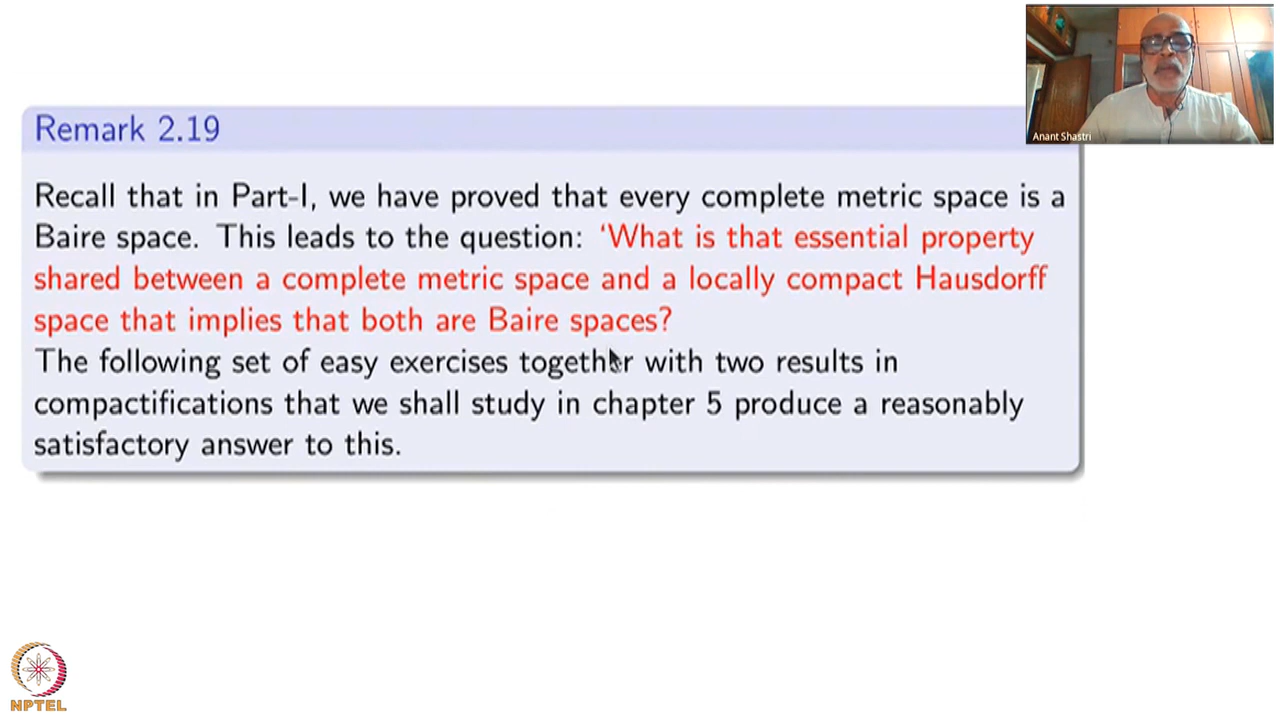 Remark 2.19
Recall that in Part-I, we have proved that every complete metric space is a
Baire space. This leads to the question: ‘What is that essential property
shared between a complete metric space and a locally compact Hausdorff
space that implies that both are Baire spaces?
The following set of easy exercises together with two results in
compactifications that we shall study in chapter 5 produce a reasonably
satisfactory answer to this.
Anant Shastri
NPTEL